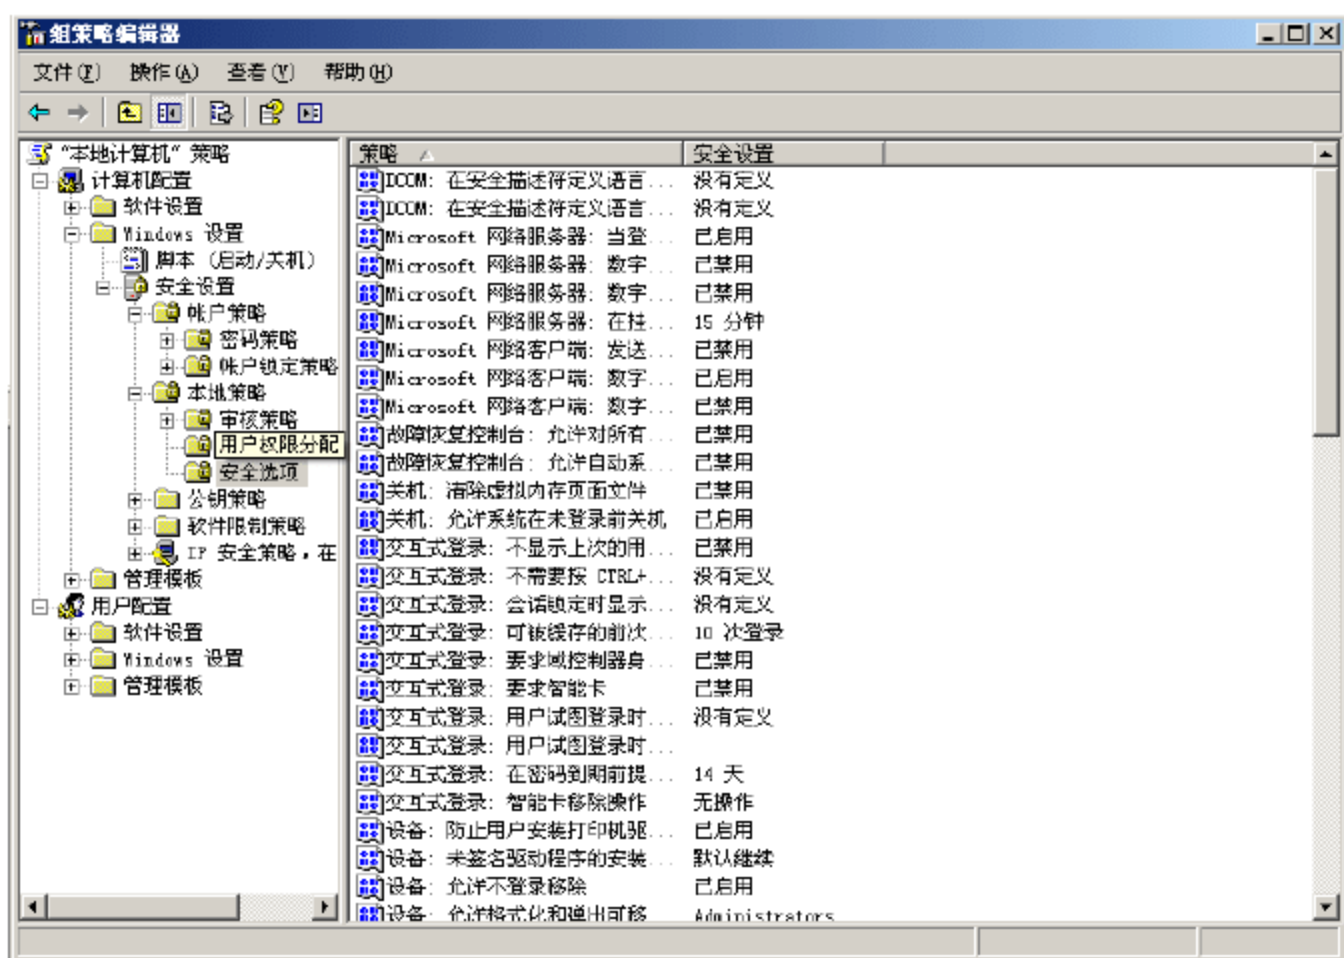 组策略编辑器
文件(F) 操作(A) 查看(V) 帮助(H)
“本地计算机”策略
计算机配置
软件设置
Windows 设置
脚本 (启动/关机)
安全设置
帐户策略
密码策略
帐户锁定策略
本地策略
审核策略
用户权限分配
安全选项
公钥策略
软件限制策略
IP 安全策略，在
管理模板
用户配置
软件设置
Windows 设置
管理模板
策略 安全设置
DCOM: 在安全描述符定义语言... 没有定义
DCOM: 在安全描述符定义语言... 没有定义
Microsoft 网络服务器: 当登... 已启用
Microsoft 网络服务器: 数字... 已禁用
Microsoft 网络服务器: 数字... 已禁用
Microsoft 网络服务器: 在挂... 15 分钟
Microsoft 网络客户端: 发送... 已禁用
Microsoft 网络客户端: 数字... 已启用
Microsoft 网络客户端: 数字... 已禁用
故障恢复控制台: 允许对所有... 已禁用
故障恢复控制台: 允许自动系... 已禁用
关机: 清除虚拟内存页面文件 已禁用
关机: 允许系统在未登录前关机 已启用
交互式登录: 不显示上次的用... 已禁用
交互式登录: 不需要按 CTRL+... 没有定义
交互式登录: 会话锁定时显示... 没有定义
交互式登录: 可被缓存的前次... 10 次登录
交互式登录: 要求域控制器身... 已禁用
交互式登录: 要求智能卡 已禁用
交互式登录: 用户试图登录时... 没有定义
交互式登录: 用户试图登录时...
交互式登录: 在密码到期前提... 14 天
交互式登录: 智能卡移除操作 无操作
设备: 防止用户安装打印机驱... 已启用
设备: 未签名驱动程序的安装... 默认继续
设备: 允许不登录移除 已启用
设备: 允许格式化和弹出可移... Administrators